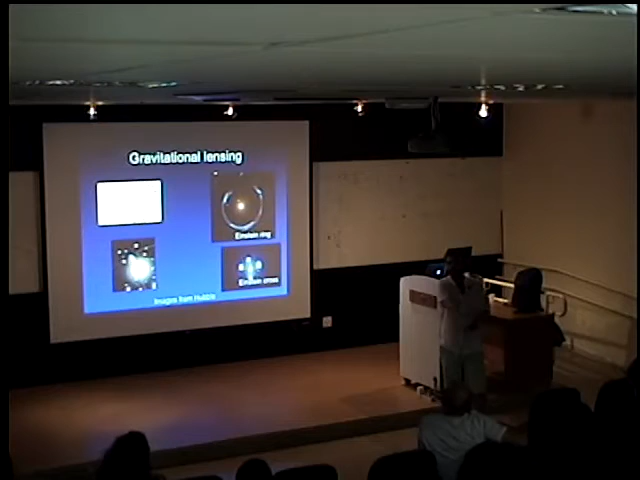 Gravitational lensing
Einstein ring
Einstein cross
Images from Hubble